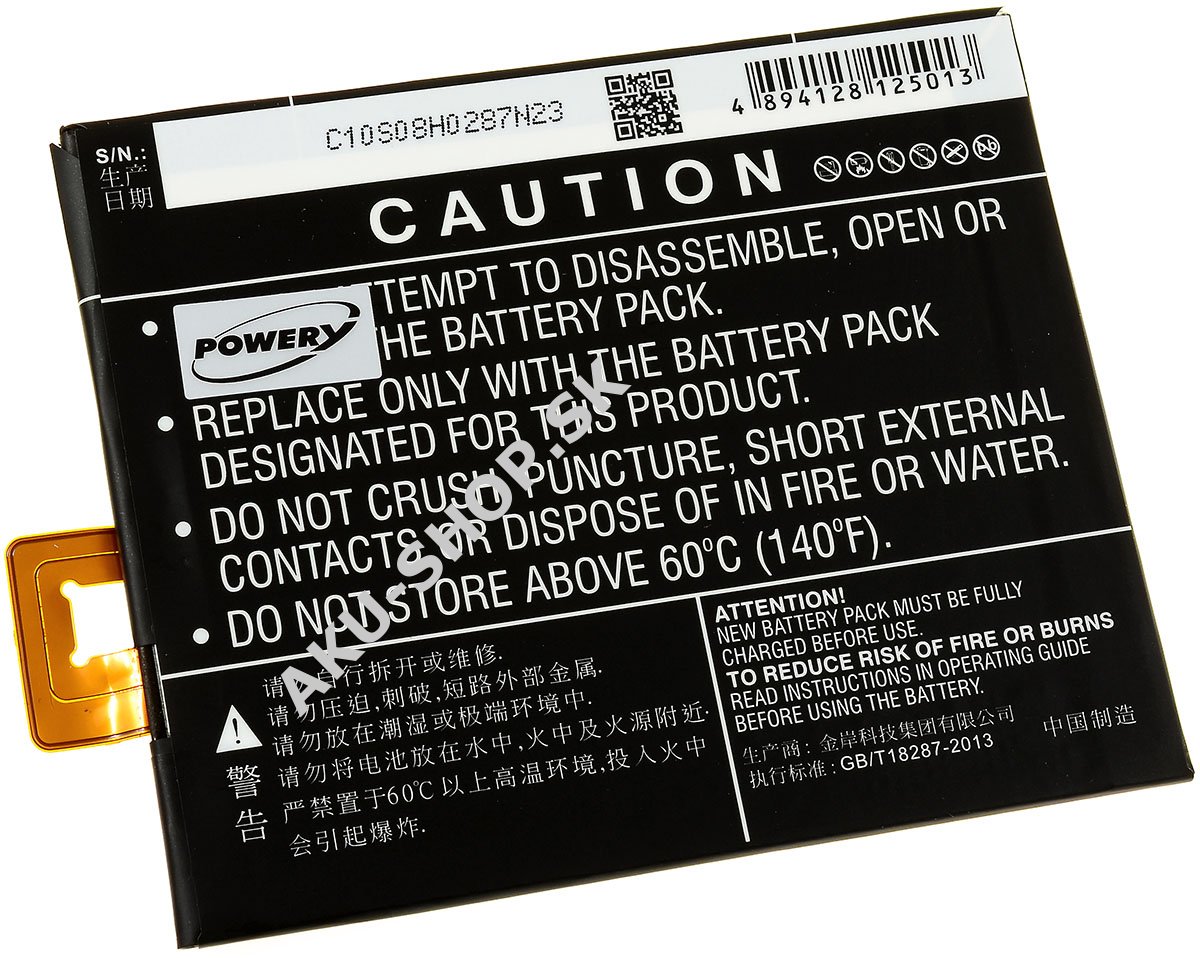 S/N.:
生产
日期
C10S08H0287N23
4 894128 125013
CAUTION
Pb
TTEMPT TO DISASSEMBLE, OPEN OR
HE BATTERY PACK.
POWERY
• REPLACE ONLY WITH THE BATTERY PACK
DESIGNATED FOR THIS PRODUCT.
• DO NOT CRUSH, PUNCTURE, SHORT EXTERNAL
CONTACTS OR DISPOSE OF IN FIRE OR WATER.
• DO NOT STORE ABOVE 60°C (140°F).
AKU-SHOP.SK
警
告
请勿自行拆开或维修.
请勿压迫,刺破,短路外部金属.
请勿放在潮湿或极端环境中.
请勿将电池放在水中,火中及火源附近.
严禁置于60℃以上高温环境,投入火中
会引起爆炸.
ATTENTION!
NEW BATTERY PACK MUST BE FULLY
CHARGED BEFORE USE.
TO REDUCE RISK OF FIRE OR BURNS
READ INSTRUCTIONS IN OPERATING GUIDE
BEFORE USING THE BATTERY.
生产商: 金岸科技集团有限公司
执行标准: GB/T18287-2013
中国制造